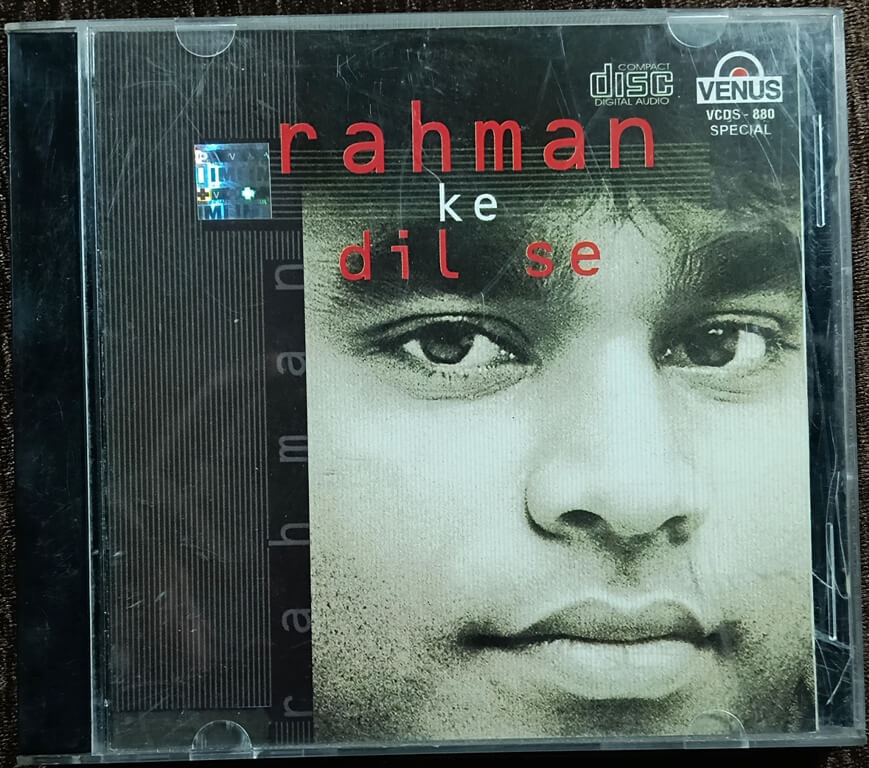 COMPACT
disc
DIGITAL AUDIO
VENUS
VCDS - 880
SPECIAL
rahman
ke
dil se
rahman